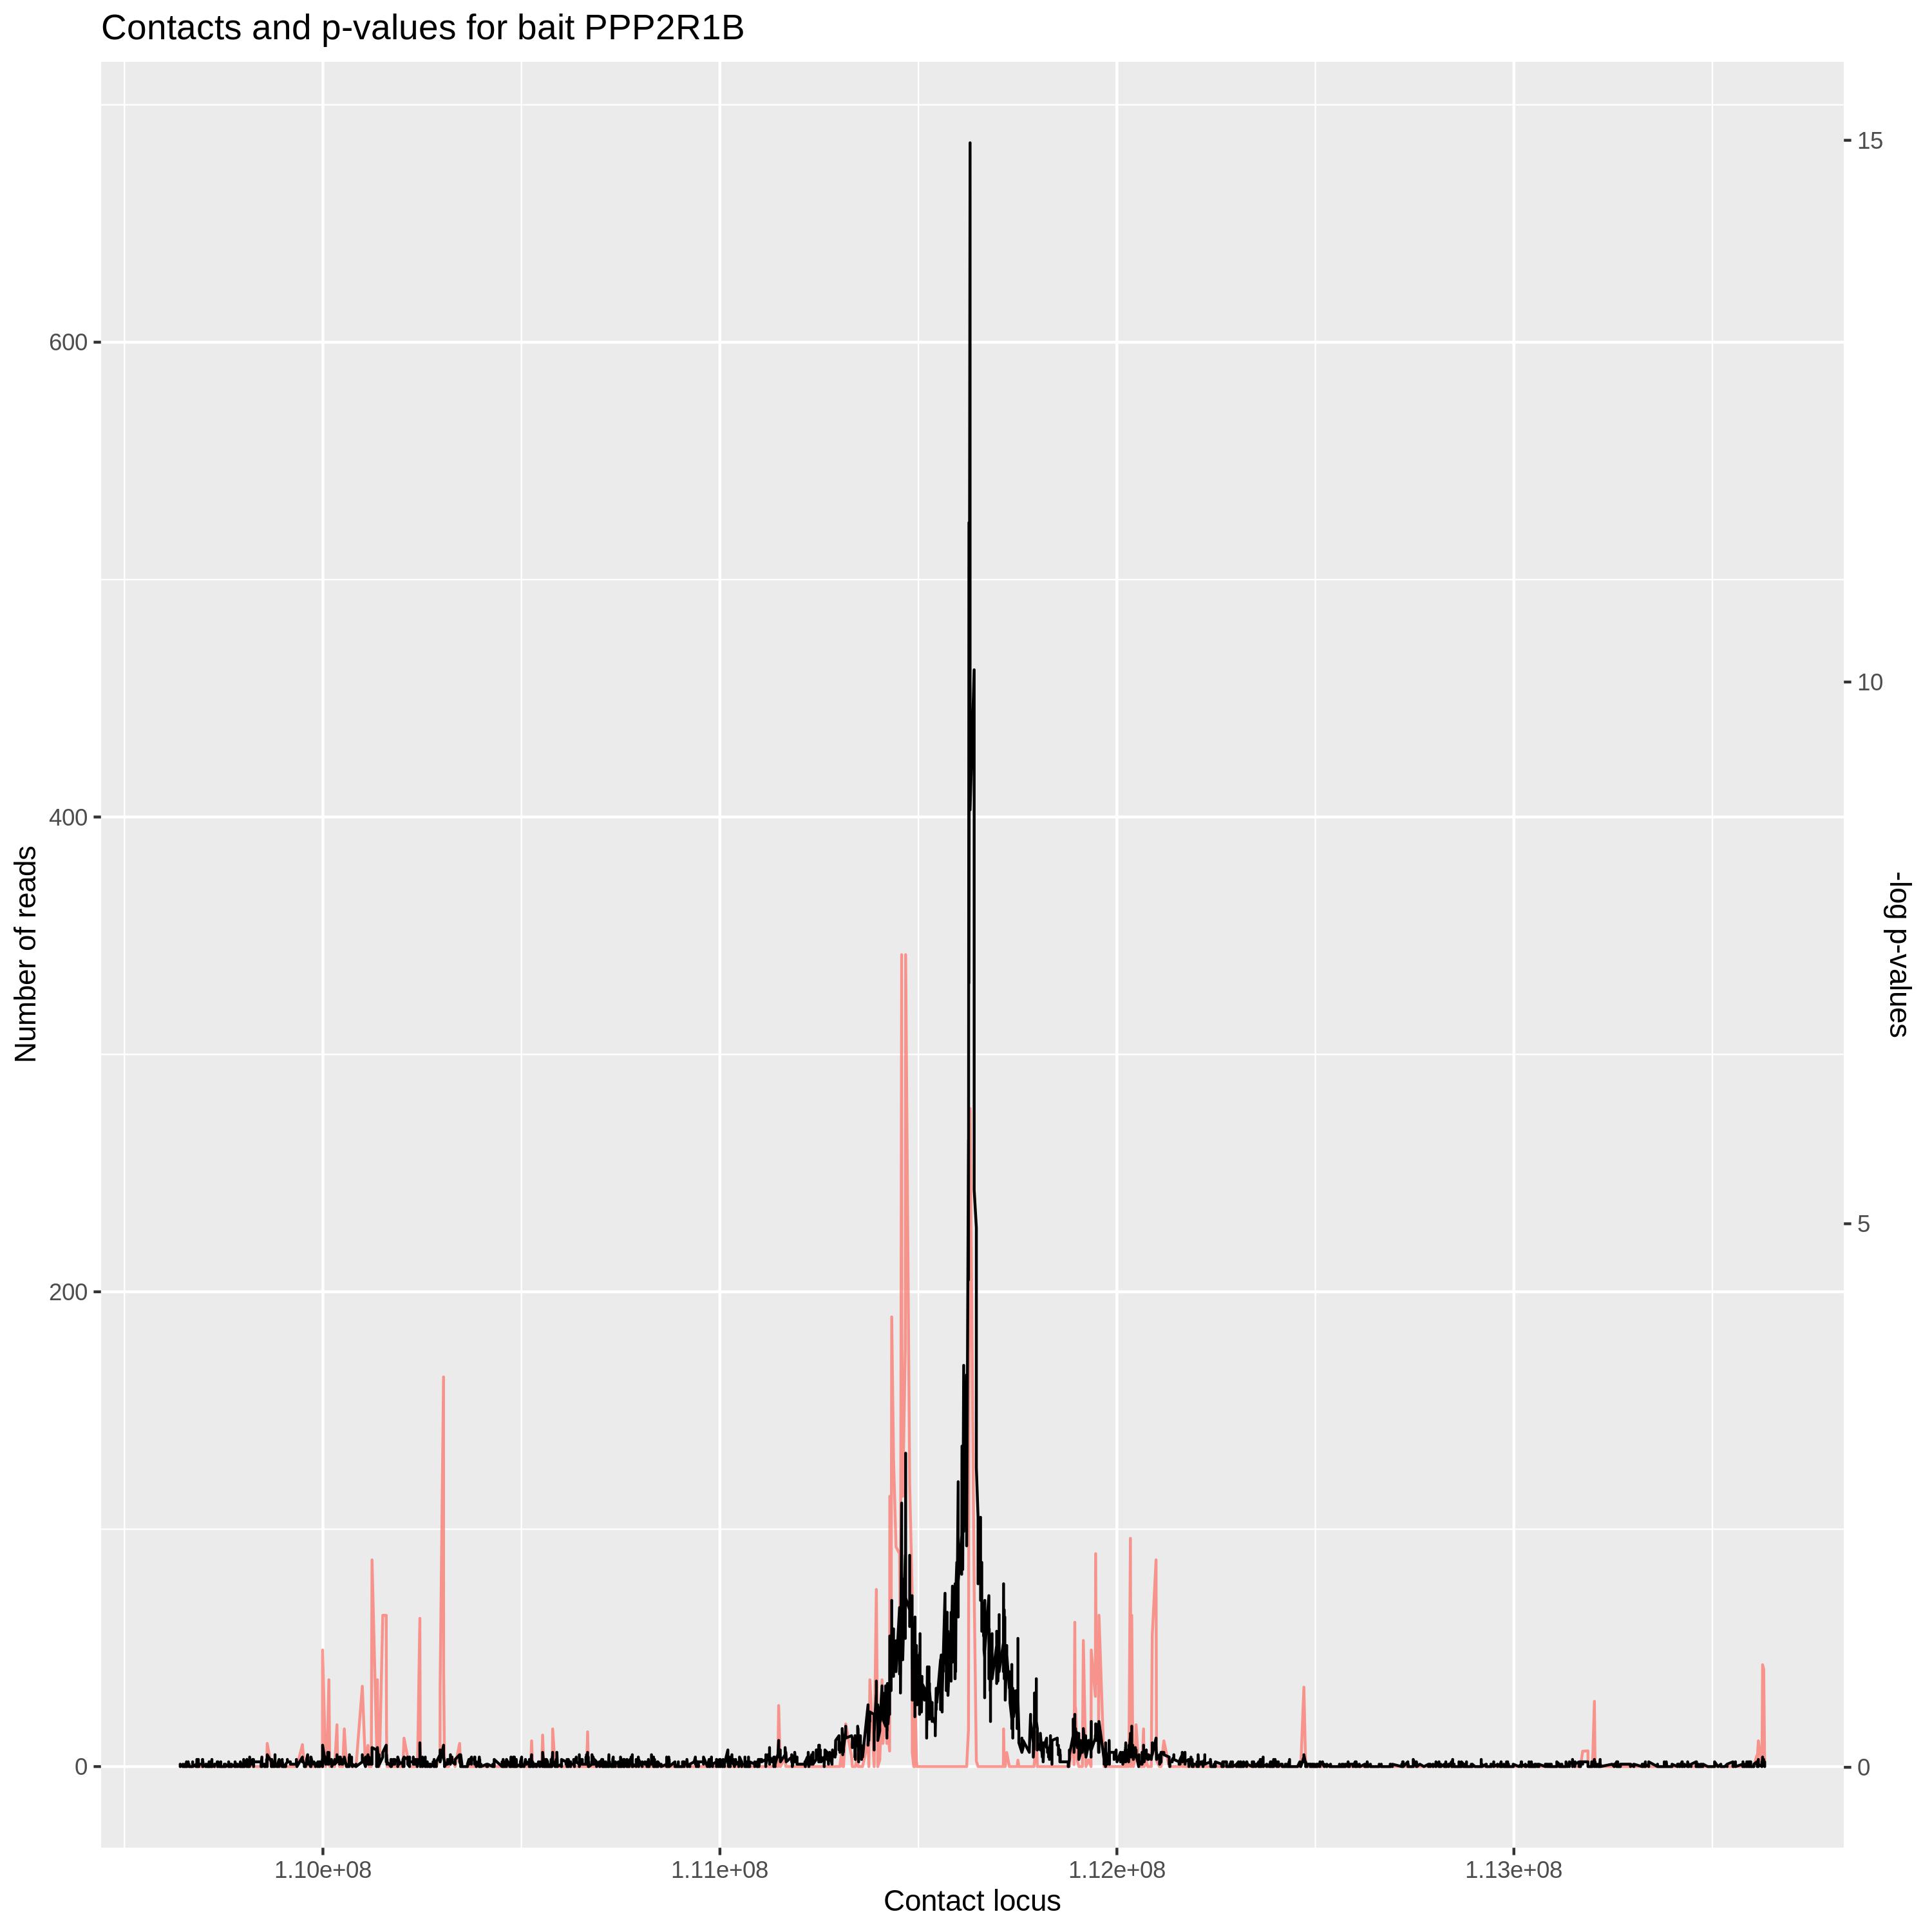 Contacts and p-values for bait PPP2R1B
15
600
10
400
Number of reads
-log p-values
5
200
0
0
1.10e+08
1.11e+08
1.12e+08
1.13e+08
Contact locus